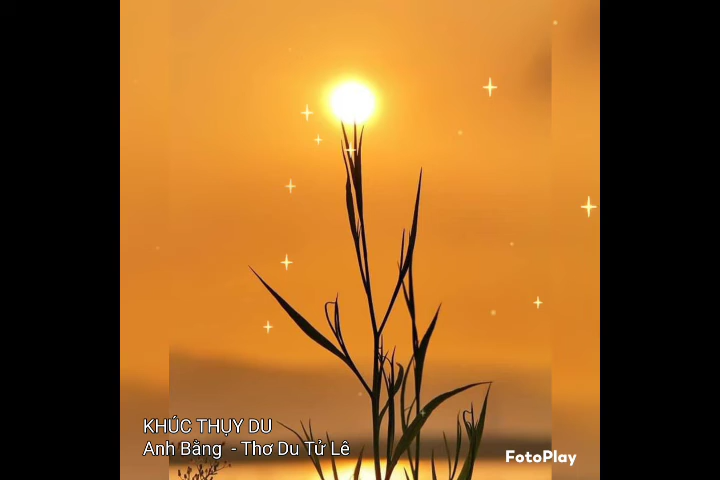 KHÚC THỤY DU
Anh Bằng - Thơ Du Tử Lê
FotoPlay